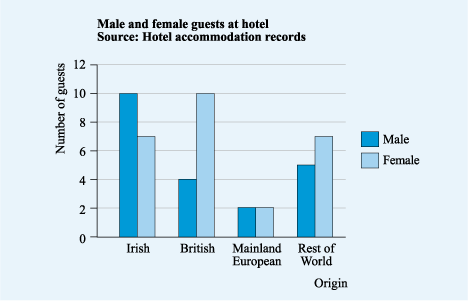 Male and female guests at hotel
Source: Hotel accommodation records
Number of guests
12
10
8
6
4
2
0
Irish
British
Mainland
European
Rest of
World
Origin
Male
Female